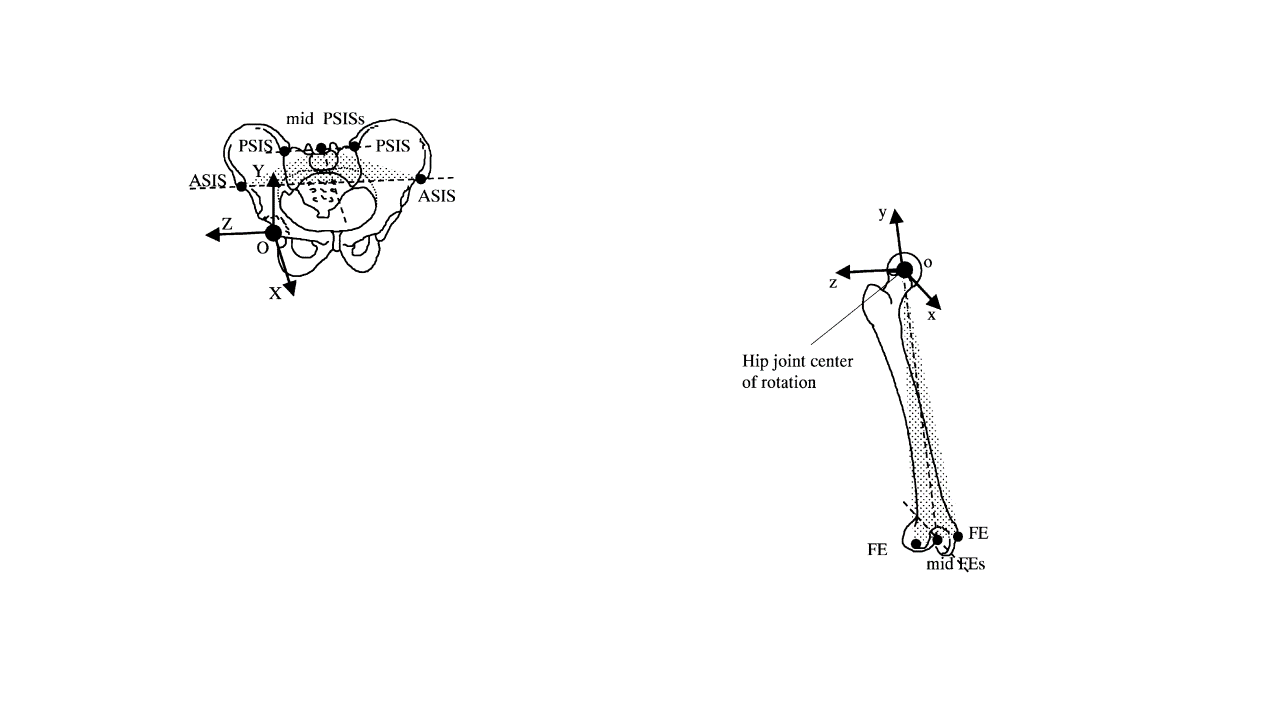 mid PSISs
PSIS
PSIS
Y
ASIS
ASIS
Z
O
X
y
o
z
x
Hip joint center
of rotation
FE
FE
mid FEs